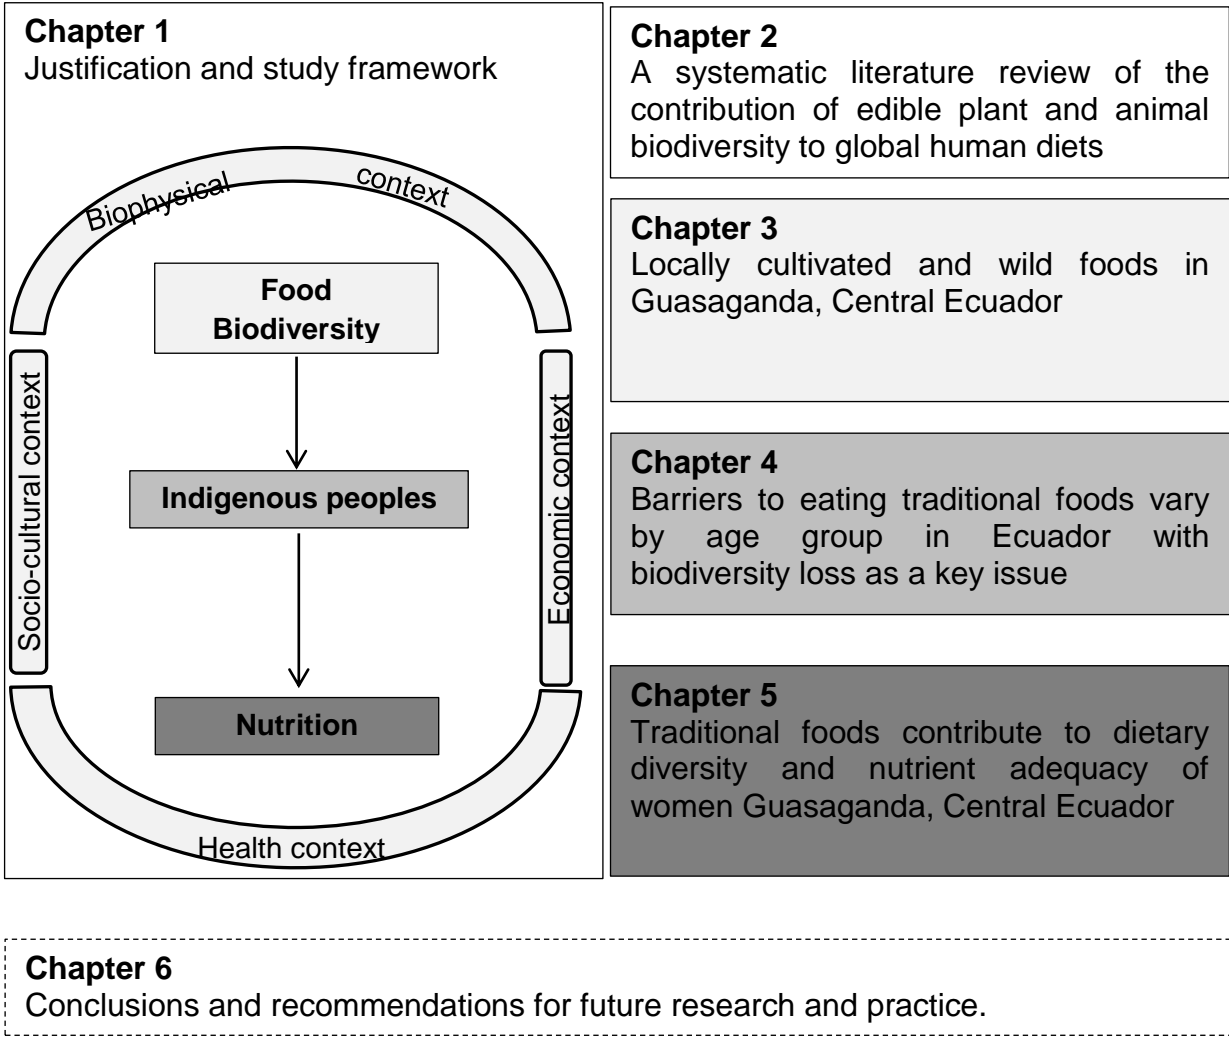 Chapter 1
Justification and study framework
Biophysical context
Food
Biodiversity
Socio-cultural context
Economic context
Indigenous peoples
Nutrition
Health context
Chapter 2
A systematic literature review of the
contribution of edible plant and animal
biodiversity to global human diets
Chapter 3
Locally cultivated and wild foods in
Guasaganda, Central Ecuador
Chapter 4
Barriers to eating traditional foods vary
by age group in Ecuador with
biodiversity loss as a key issue
Chapter 5
Traditional foods contribute to dietary
diversity and nutrient adequacy of
women Guasaganda, Central Ecuador
Chapter 6
Conclusions and recommendations for future research and practice.